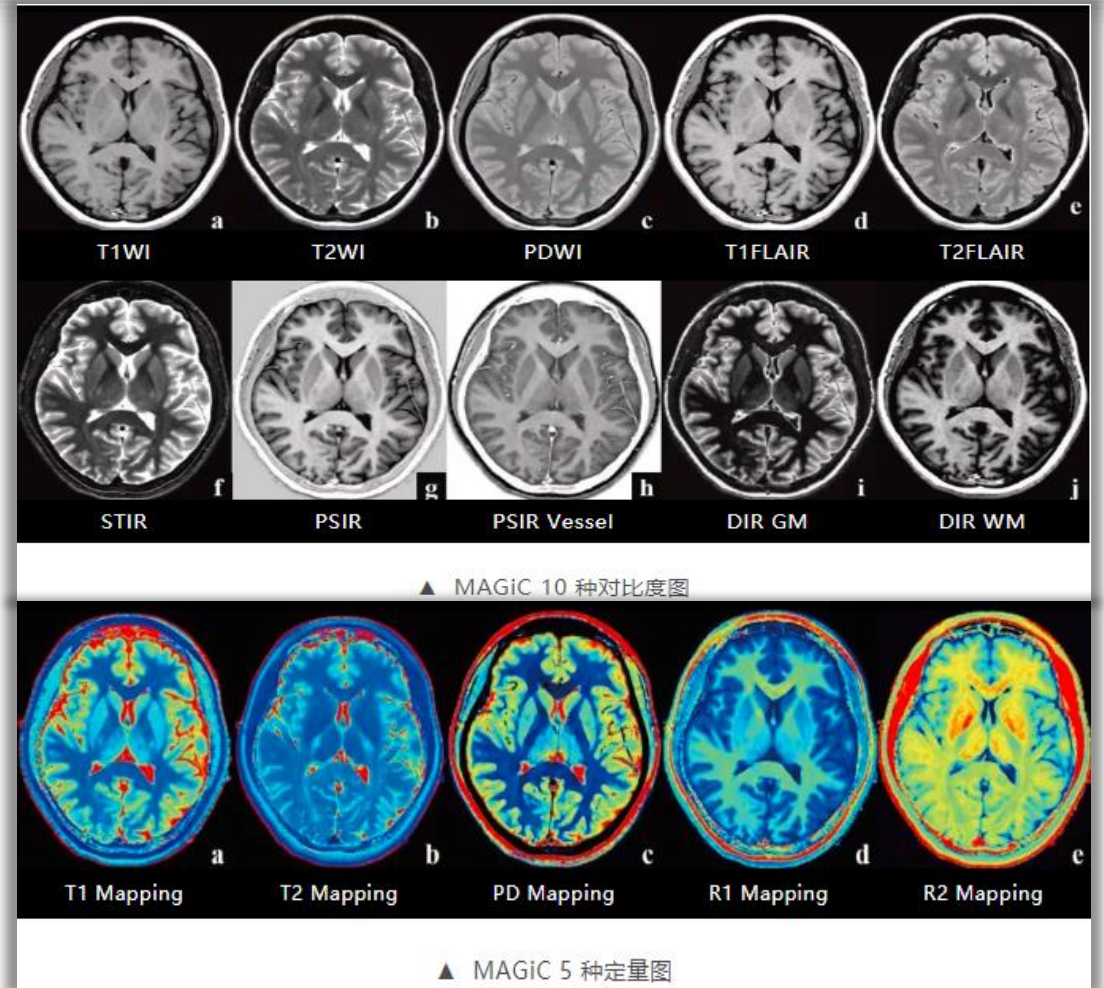 a b c d e
T1WI T2WI PDWI T1FLAIR T2FLAIR
f g h i j
STIR PSIR PSIR Vessel DIR GM DIR WM
▲ MAGiC 10 种对比度图
a b c d e
T1 Mapping T2 Mapping PD Mapping R1 Mapping R2 Mapping
▲ MAGiC 5 种定量图